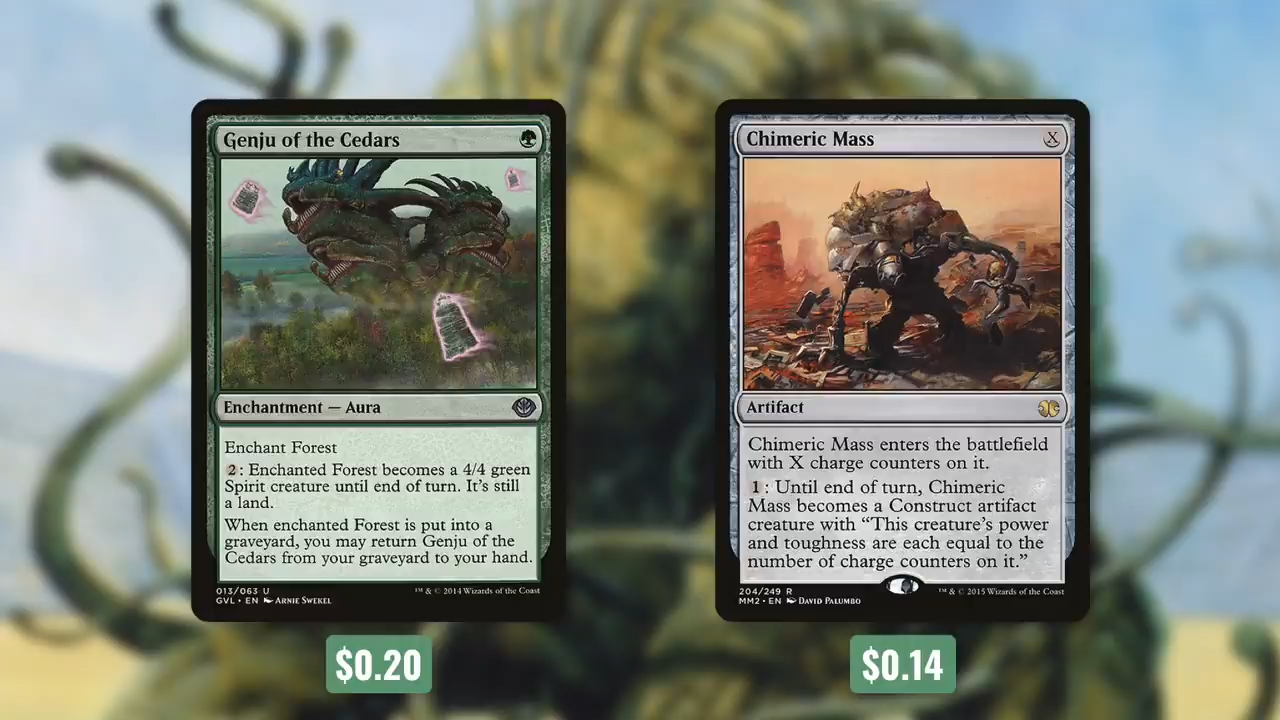 Genju of the Cedars
Enchantment — Aura
Enchant Forest
2: Enchanted Forest becomes a 4/4 green
Spirit creature until end of turn. It's still
a land.
When enchanted Forest is put into a
graveyard, you may return Genju of the
Cedars from your graveyard to your hand.
013/063 U
GVL • EN ARNIE SWEKEL
™ & © 2014 Wizards of the Coast
$0.20
Chimeric Mass
X
Artifact
Chimeric Mass enters the battlefield
with X charge counters on it.
1: Until end of turn, Chimeric
Mass becomes a Construct artifact
creature with “This creature's power
and toughness are each equal to the
number of charge counters on it.”
204/249 R
MM2 • EN DAVID PALUMBO
™ & © 2015 Wizards of the Coast
$0.14